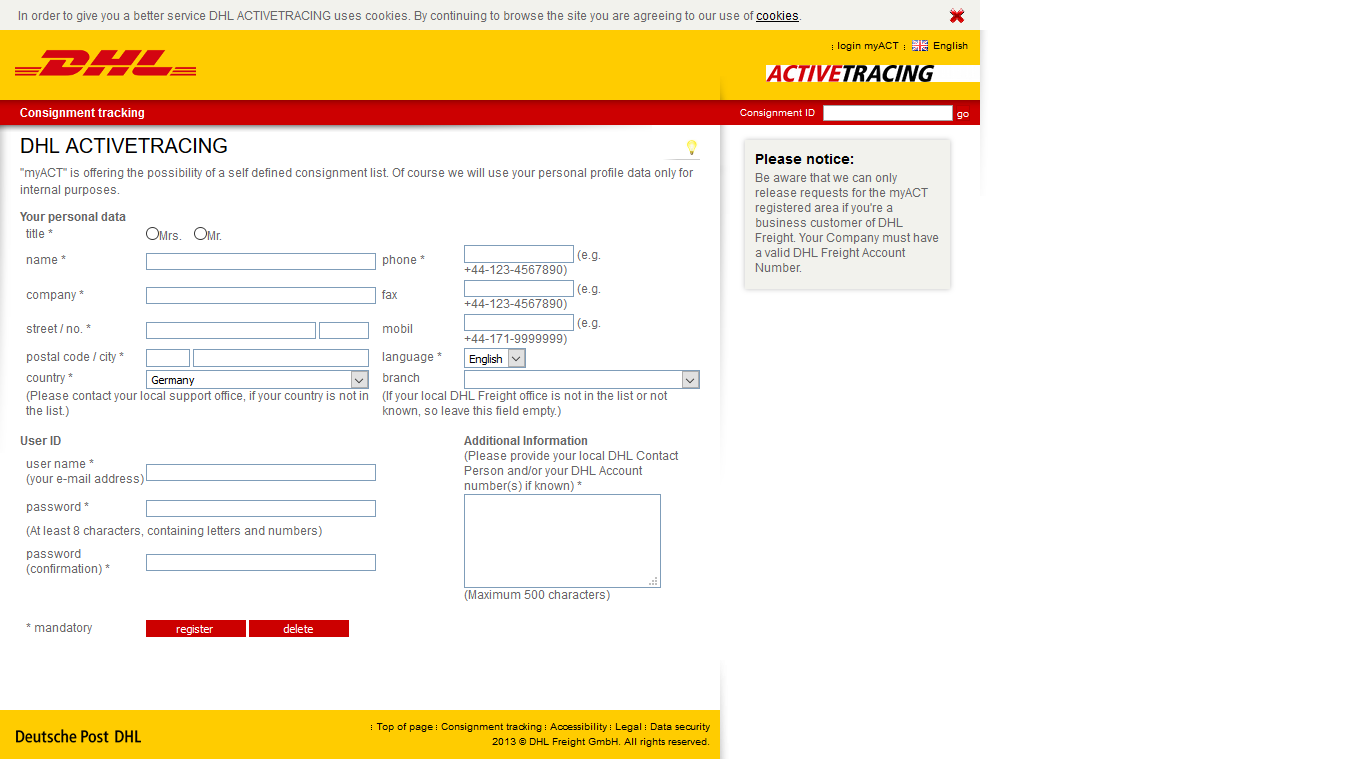 In order to give you a better service DHL ACTIVETRACING uses cookies. By continuing to browse the site you are agreeing to our use of cookies.
DHL
: login myACT : English
ACTIVETRACING
Consignment tracking
Consignment ID go
DHL ACTIVETRACING
"myACT" is offering the possibility of a self defined consignment list. Of course we will use your personal profile data only for
internal purposes.
Your personal data
title * Mrs. Mr.
name * phone * (e.g.
+44-123-4567890)
company * fax (e.g.
+44-123-4567890)
street / no. * mobil (e.g.
+44-171-9999999)
postal code / city * language * English
country * Germany branch
(Please contact your local support office, if your country is not in
the list.)
(If your local DHL Freight office is not in the list or not
known, so leave this field empty.)
User ID
user name *
(your e-mail address)
password *
(At least 8 characters, containing letters and numbers)
password
(confirmation) *
Additional Information
(Please provide your local DHL Contact
Person and/or your DHL Account
number(s) if known) *
(Maximum 500 characters)
* mandatory register delete
Please notice:
Be aware that we can only
release requests for the myACT
registered area if you're a
business customer of DHL
Freight. Your Company must have
a valid DHL Freight Account
Number.
Deutsche Post DHL
: Top of page : Consignment tracking : Accessibility : Legal : Data security
2013 © DHL Freight GmbH. All rights reserved.